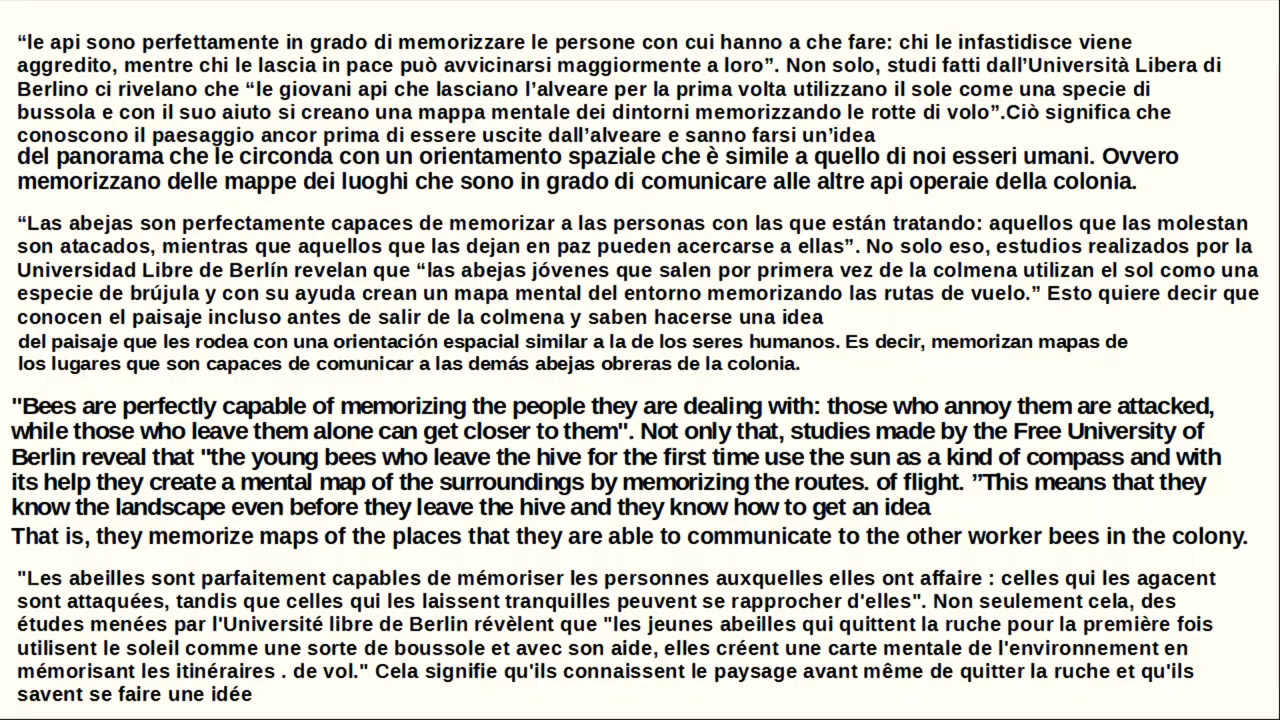 “le api sono perfettamente in grado di memorizzare le persone con cui hanno a che fare: chi le infastidisce viene
aggredito, mentre chi le lascia in pace può avvicinarsi maggiormente a loro”. Non solo, studi fatti dall’Università Libera di
Berlino ci rivelano che “le giovani api che lasciano l’alveare per la prima volta utilizzano il sole come una specie di
bussola e con il suo aiuto si creano una mappa mentale dei dintorni memorizzando le rotte di volo”.Ciò significa che
conoscono il paesaggio ancor prima di essere uscite dall’alveare e sanno farsi un’idea
del panorama che le circonda con un orientamento spaziale che è simile a quello di noi esseri umani. Ovvero
memorizzano delle mappe dei luoghi che sono in grado di comunicare alle altre api operaie della colonia.
“Las abejas son perfectamente capaces de memorizar a las personas con las que están tratando: aquellos que las molestan
son atacados, mientras que aquellos que las dejan en paz pueden acercarse a ellas”. No solo eso, estudios realizados por la
Universidad Libre de Berlín revelan que “las abejas jóvenes que salen por primera vez de la colmena utilizan el sol como una
especie de brújula y con su ayuda crean un mapa mental del entorno memorizando las rutas de vuelo.” Esto quiere decir que
conocen el paisaje incluso antes de salir de la colmena y saben hacerse una idea
del paisaje que les rodea con una orientación espacial similar a la de los seres humanos. Es decir, memorizan mapas de
los lugares que son capaces de comunicar a las demás abejas obreras de la colonia.
"Bees are perfectly capable of memorizing the people they are dealing with: those who annoy them are attacked,
while those who leave them alone can get closer to them". Not only that, studies made by the Free University of
Berlin reveal that "the young bees who leave the hive for the first time use the sun as a kind of compass and with
its help they create a mental map of the surroundings by memorizing the routes. of flight. ”This means that they
know the landscape even before they leave the hive and they know how to get an idea
That is, they memorize maps of the places that they are able to communicate to the other worker bees in the colony.
"Les abeilles sont parfaitement capables de mémoriser les personnes auxquelles elles ont affaire : celles qui les agacent
sont attaquées, tandis que celles qui les laissent tranquilles peuvent se rapprocher d'elles". Non seulement cela, des
études menées par l'Université libre de Berlin révèlent que "les jeunes abeilles qui quittent la ruche pour la première fois
utilisent le soleil comme une sorte de boussole et avec son aide, elles créent une carte mentale de l'environnement en
mémorisant les itinéraires . de vol." Cela signifie qu'ils connaissent le paysage avant même de quitter la ruche et qu'ils
savent se faire une idée